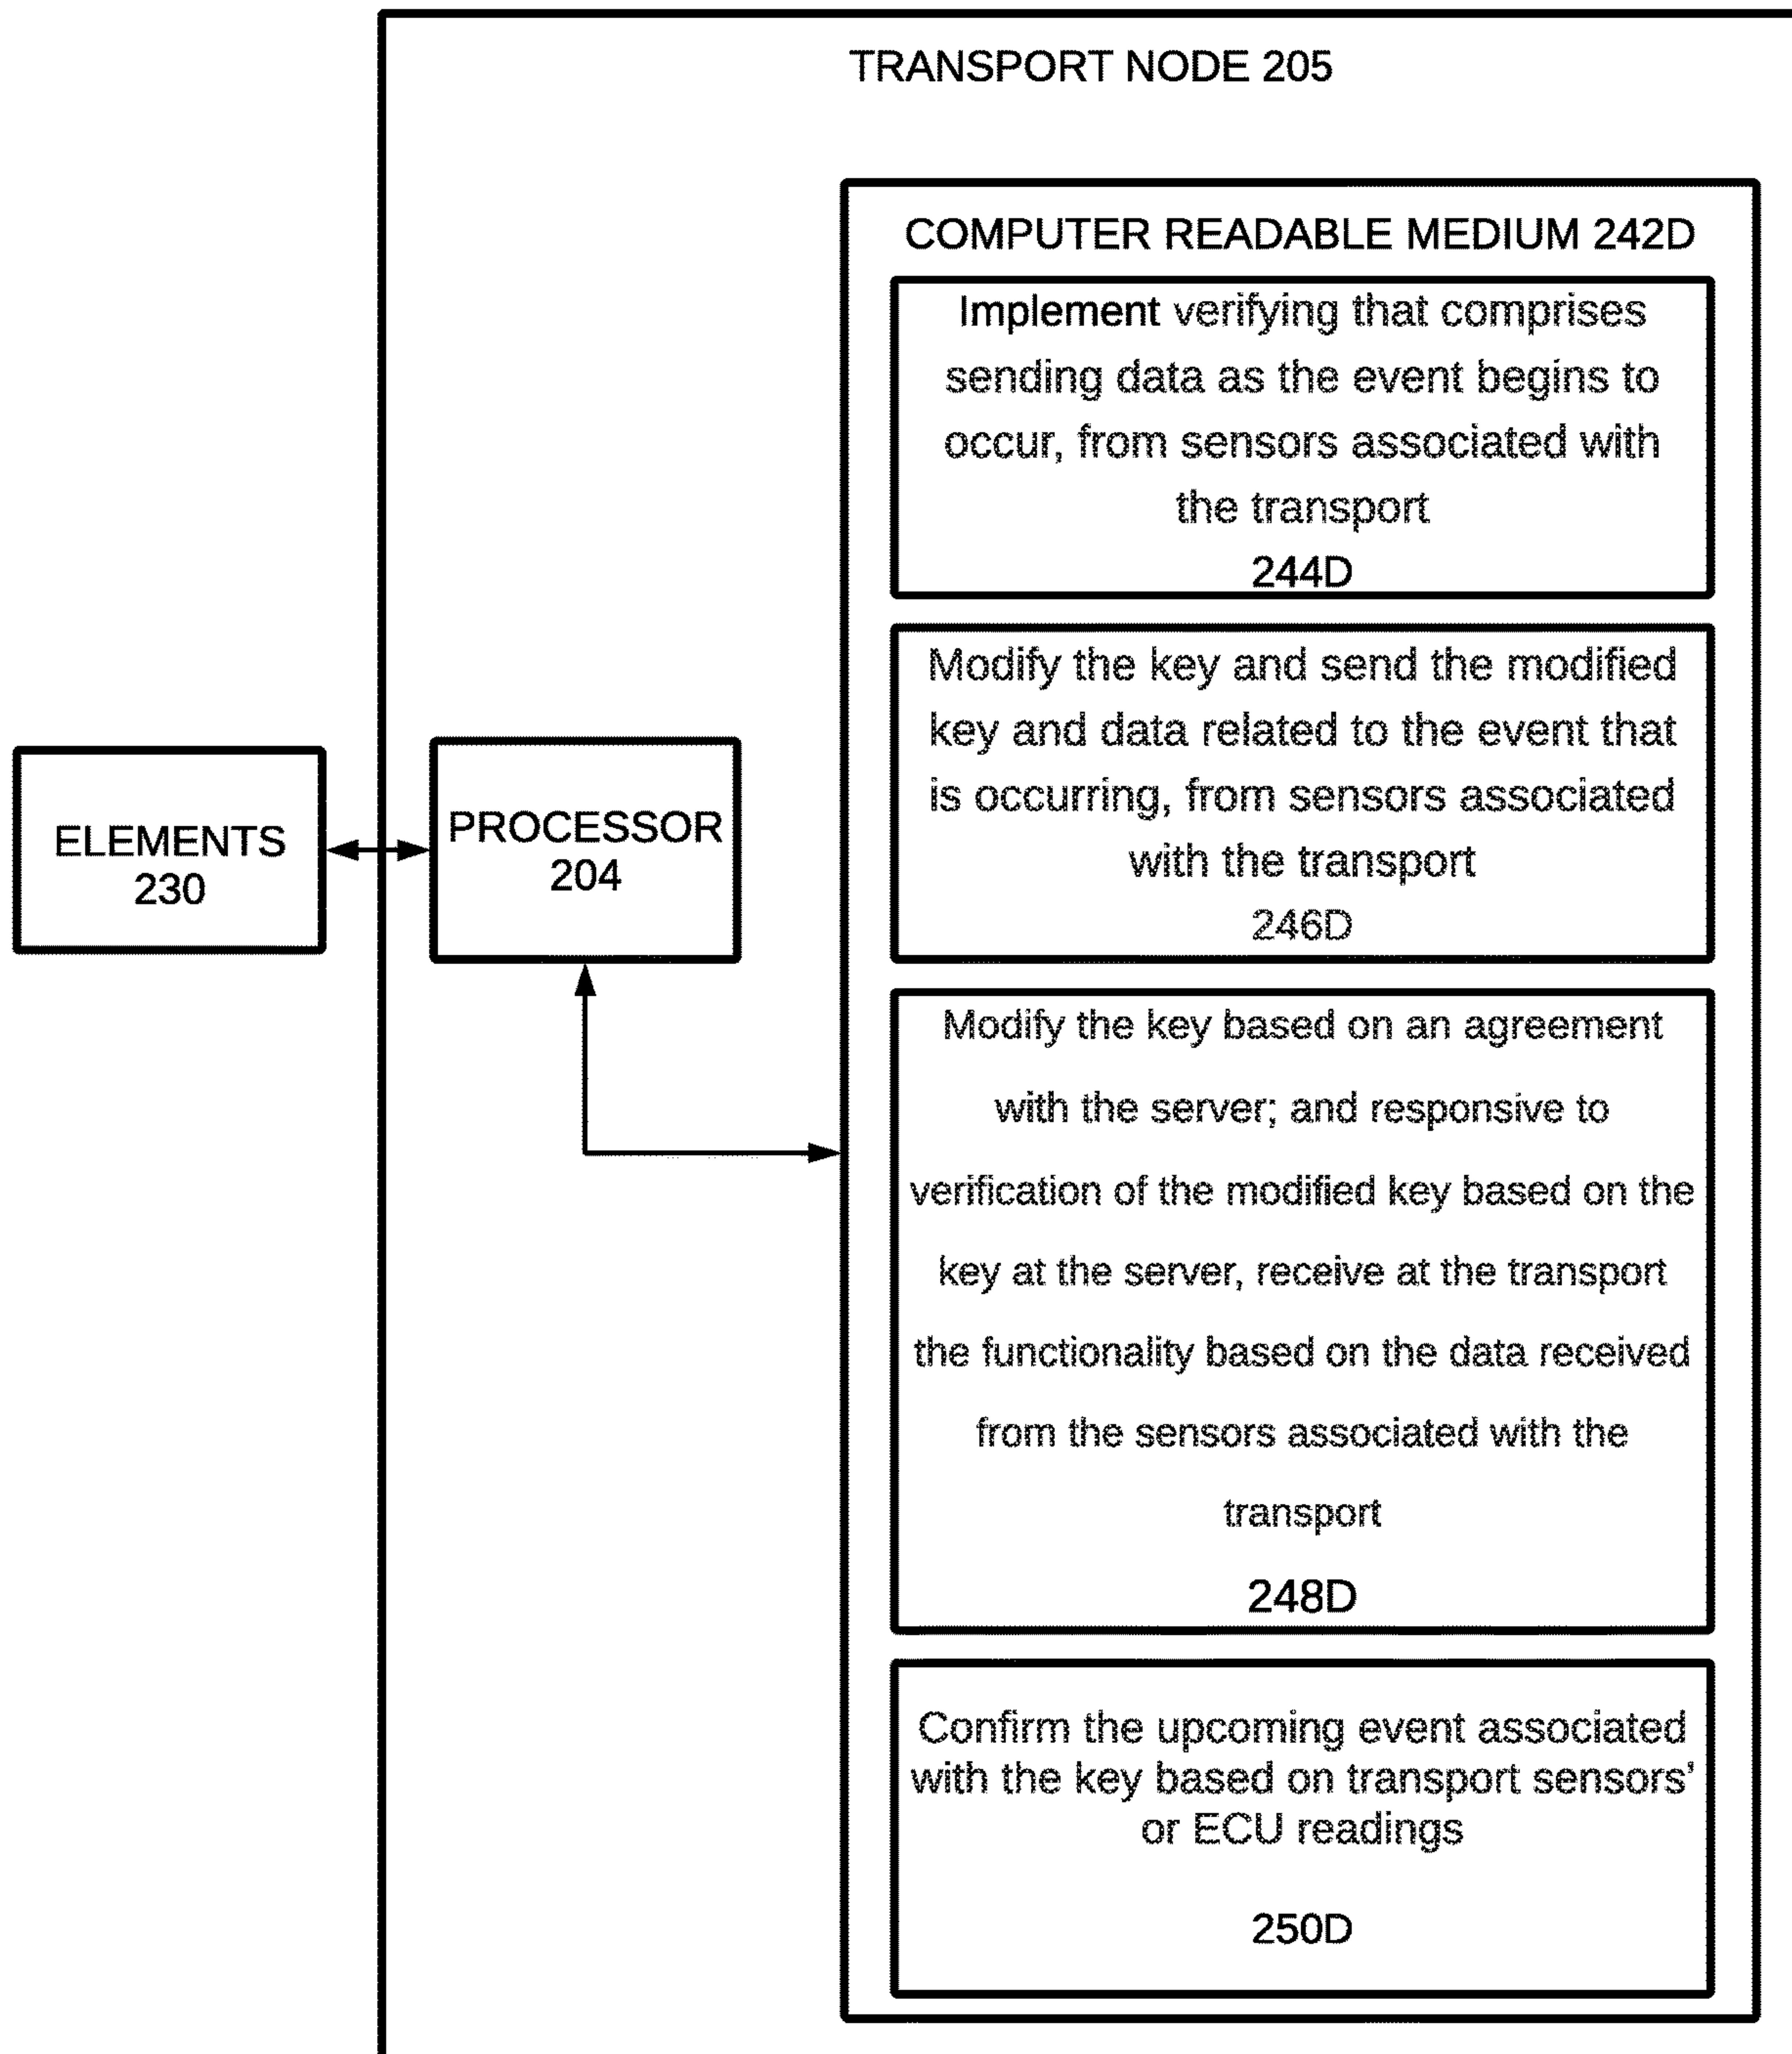 TRANSPORT NODE 205
COMPUTER READABLE MEDIUM 242D
Implement verifying that comprises
sending data as the event begins to
occur, from sensors associated with
the transport
244D
Modify the key and send the modified
key and data related to the event that
is occurring, from sensors associated
with the transport
246D
ELEMENTS
230
PROCESSOR
204
Modify the key based on an agreement
with the server; and responsive to
verification of the modified key based on the
key at the server, receive at the transport
the functionality based on the data received
from the sensors associated with the
transport
248D
Confirm the upcoming event associated
with the key based on transport sensors’
or ECU readings
250D